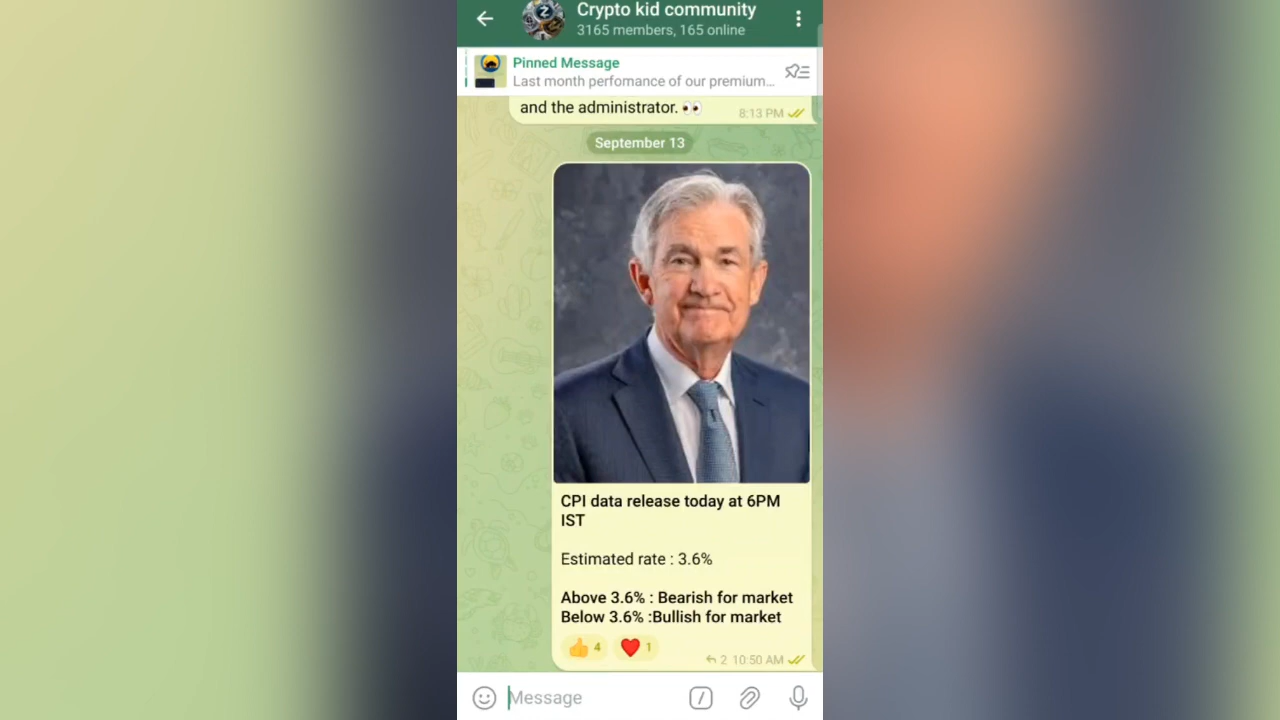 Crypto kid community
3165 members, 165 online
Pinned Message
Last month perfomance of our premium...
and the administrator. 👀
8:13 PM
September 13
CPI data release today at 6PM
IST
Estimated rate : 3.6%
Above 3.6% : Bearish for market
Below 3.6% :Bullish for market
👍 4 ❤️ 1
2 10:50 AM
Message